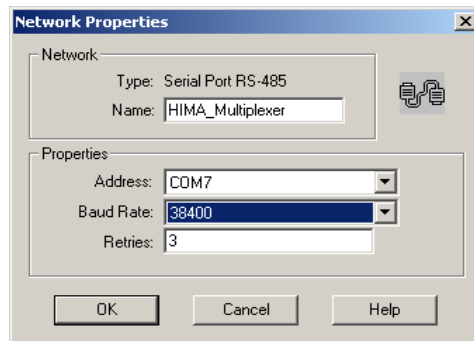 Network Properties
Network
Type: Serial Port RS-485
Name: HIMA_Multiplexer
Properties
Address: COM7
Baud Rate: 38400
Retries: 3
OK Cancel Help